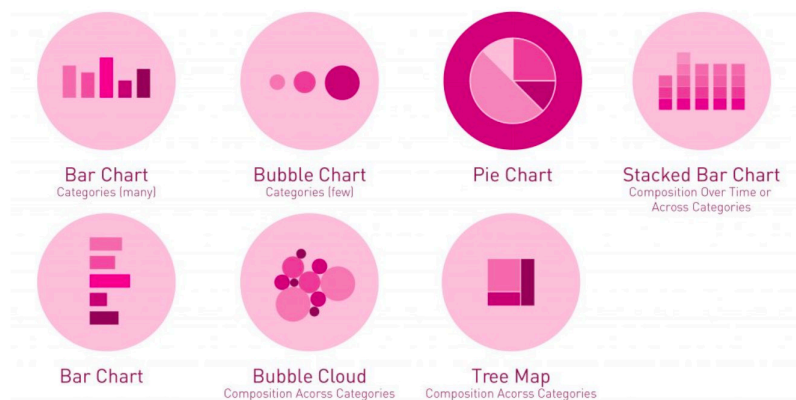 Bar Chart
Categories (many)
Bubble Chart
Categories (few)
Pie Chart
Stacked Bar Chart
Composition Over Time or
Across Categories
Bar Chart
Bubble Cloud
Composition Acorss Categories
Tree Map
Composition Acorss Categories